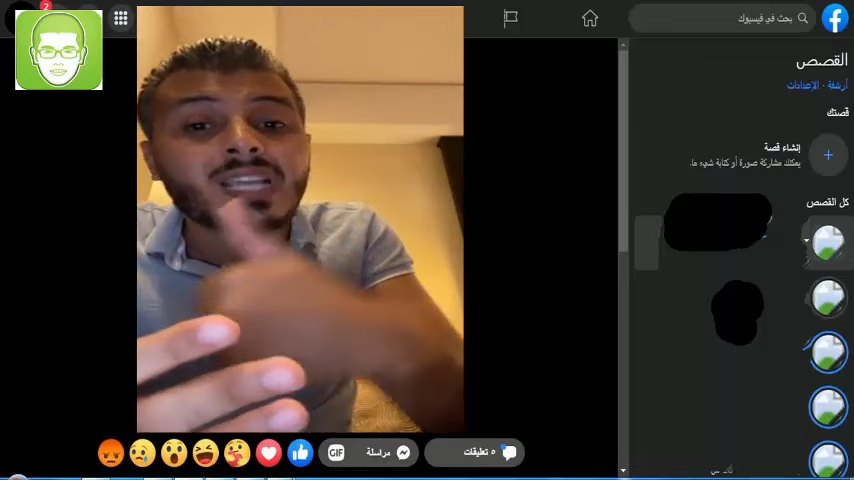 2
بحث في فيسبوك
القصص
أرشفة · الإعدادات
قصتك
إنشاء قصة
يمكنك مشاركة صورة أو كتابة شيء ما.
كل القصص
GIF
مراسلة
٥ تعليقات